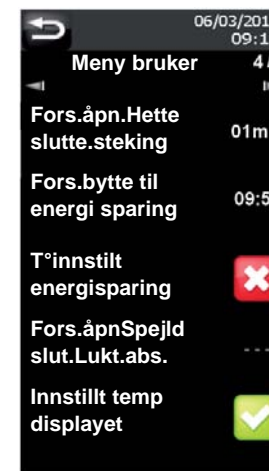 06/03/201
09:1
Meny bruker 4
Fors.åpn.Hette
slutte.steking
01m
Fors.bytte til
energi sparing
09:5
T°innstilt
energisparing
Fors.åpnSpejld
slut.Lukt.abs.
---
Innstillt temp
displayet